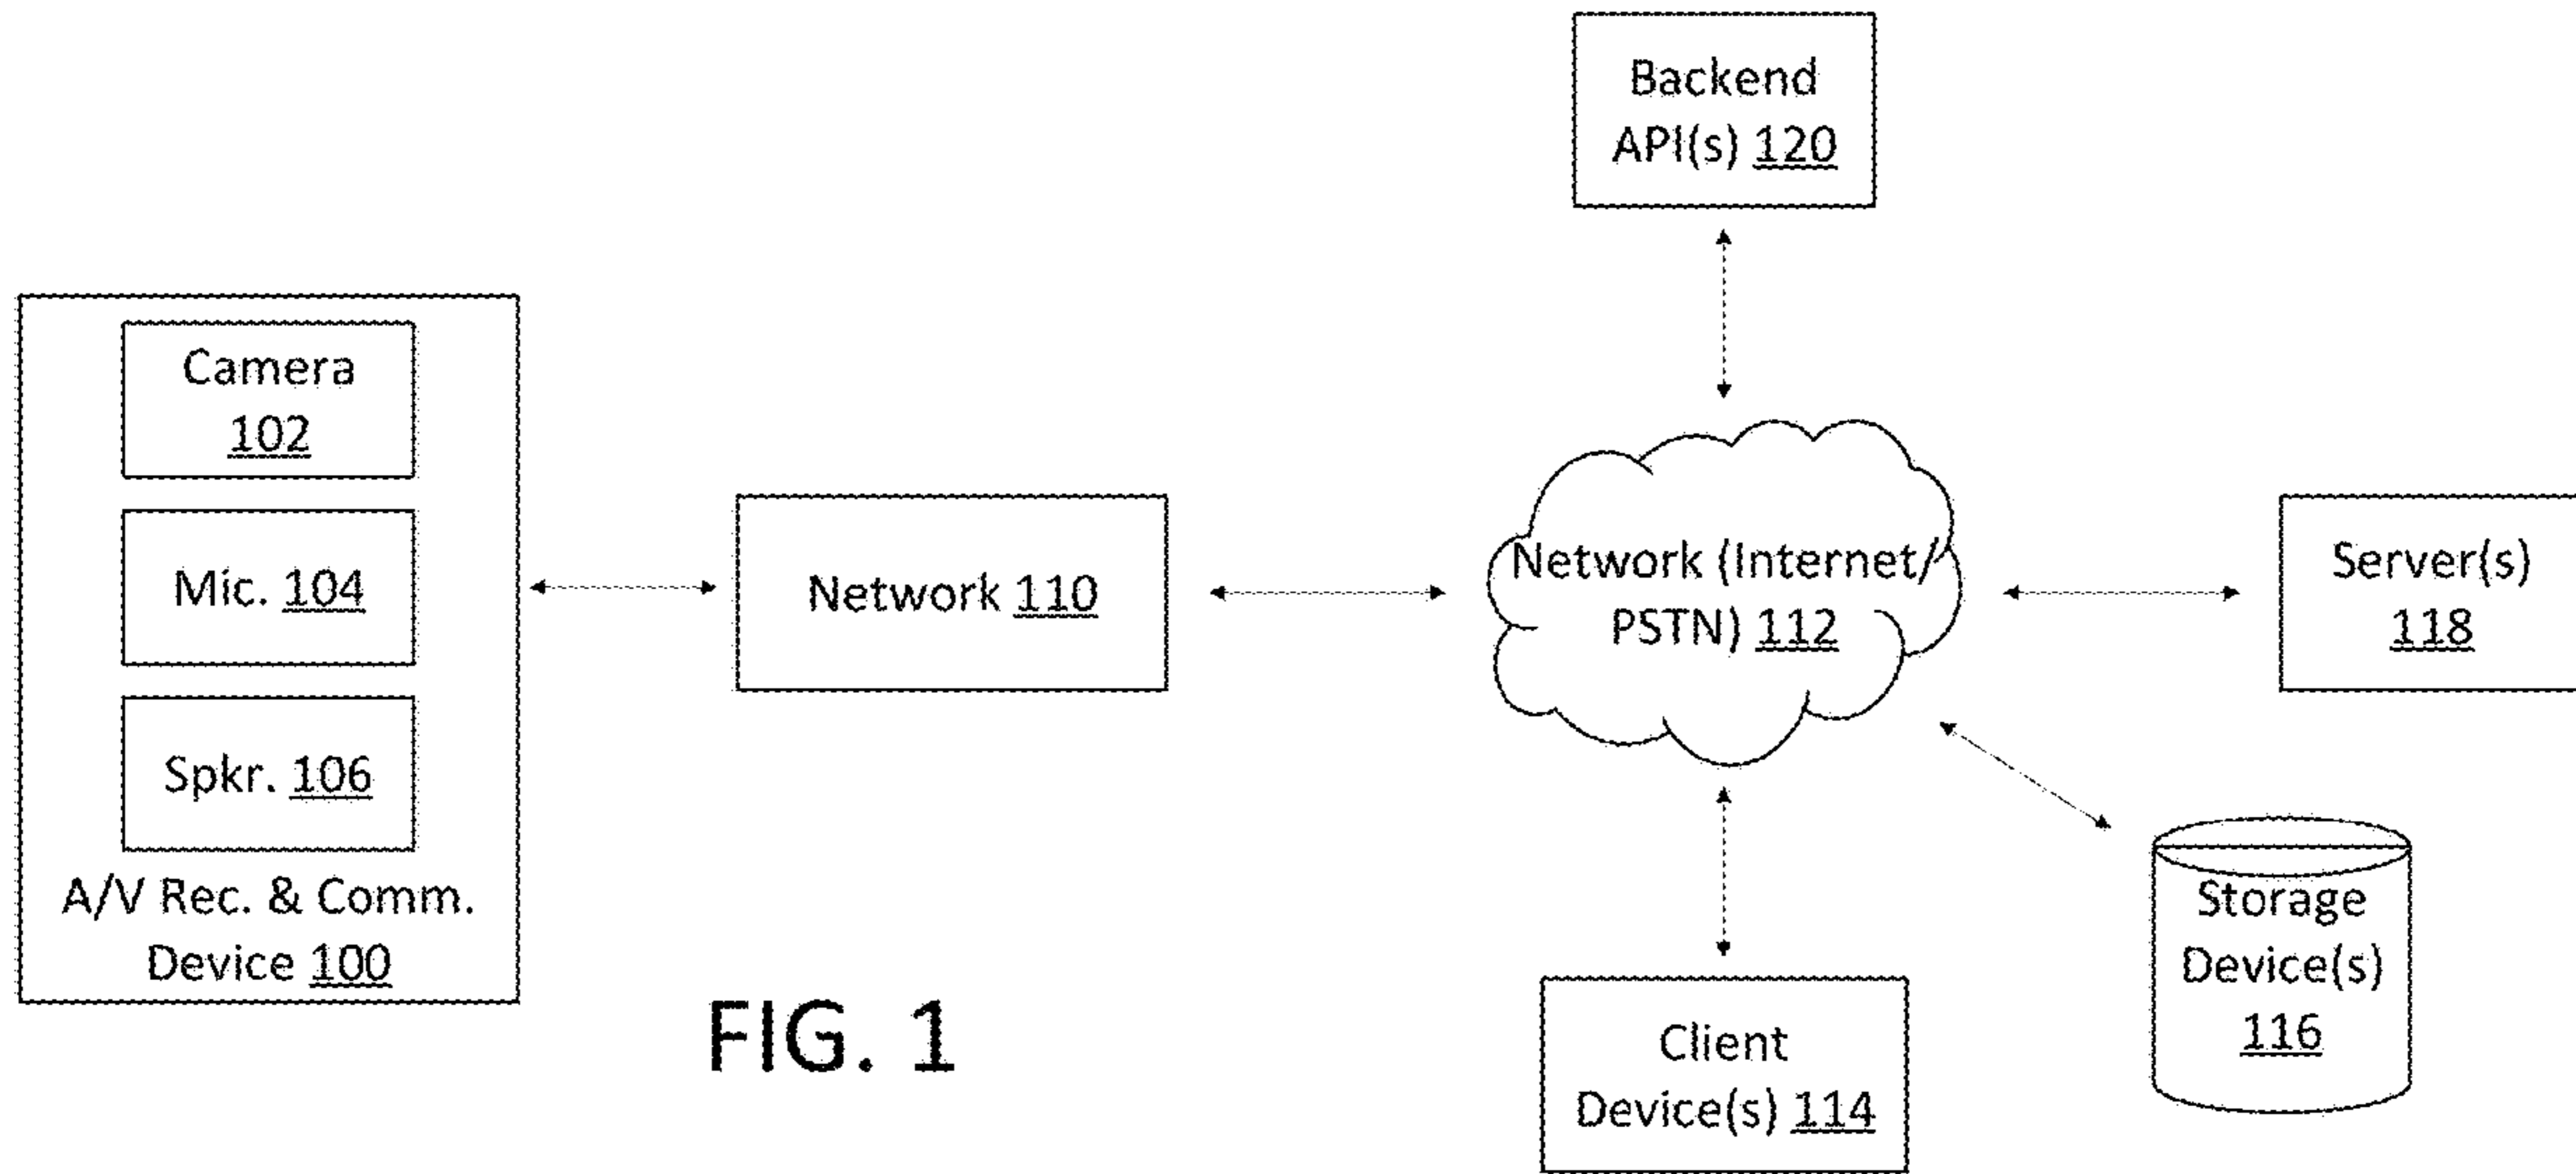 Backend
API(s) 120
Camera
102
Mic. 104
Spkr. 106
A/V Rec. & Comm.
Device 100
Network 110
Network (Internet/
PSTN) 112
Server(s)
118
Storage
Device(s)
116
Client
Device(s) 114
FIG. 1